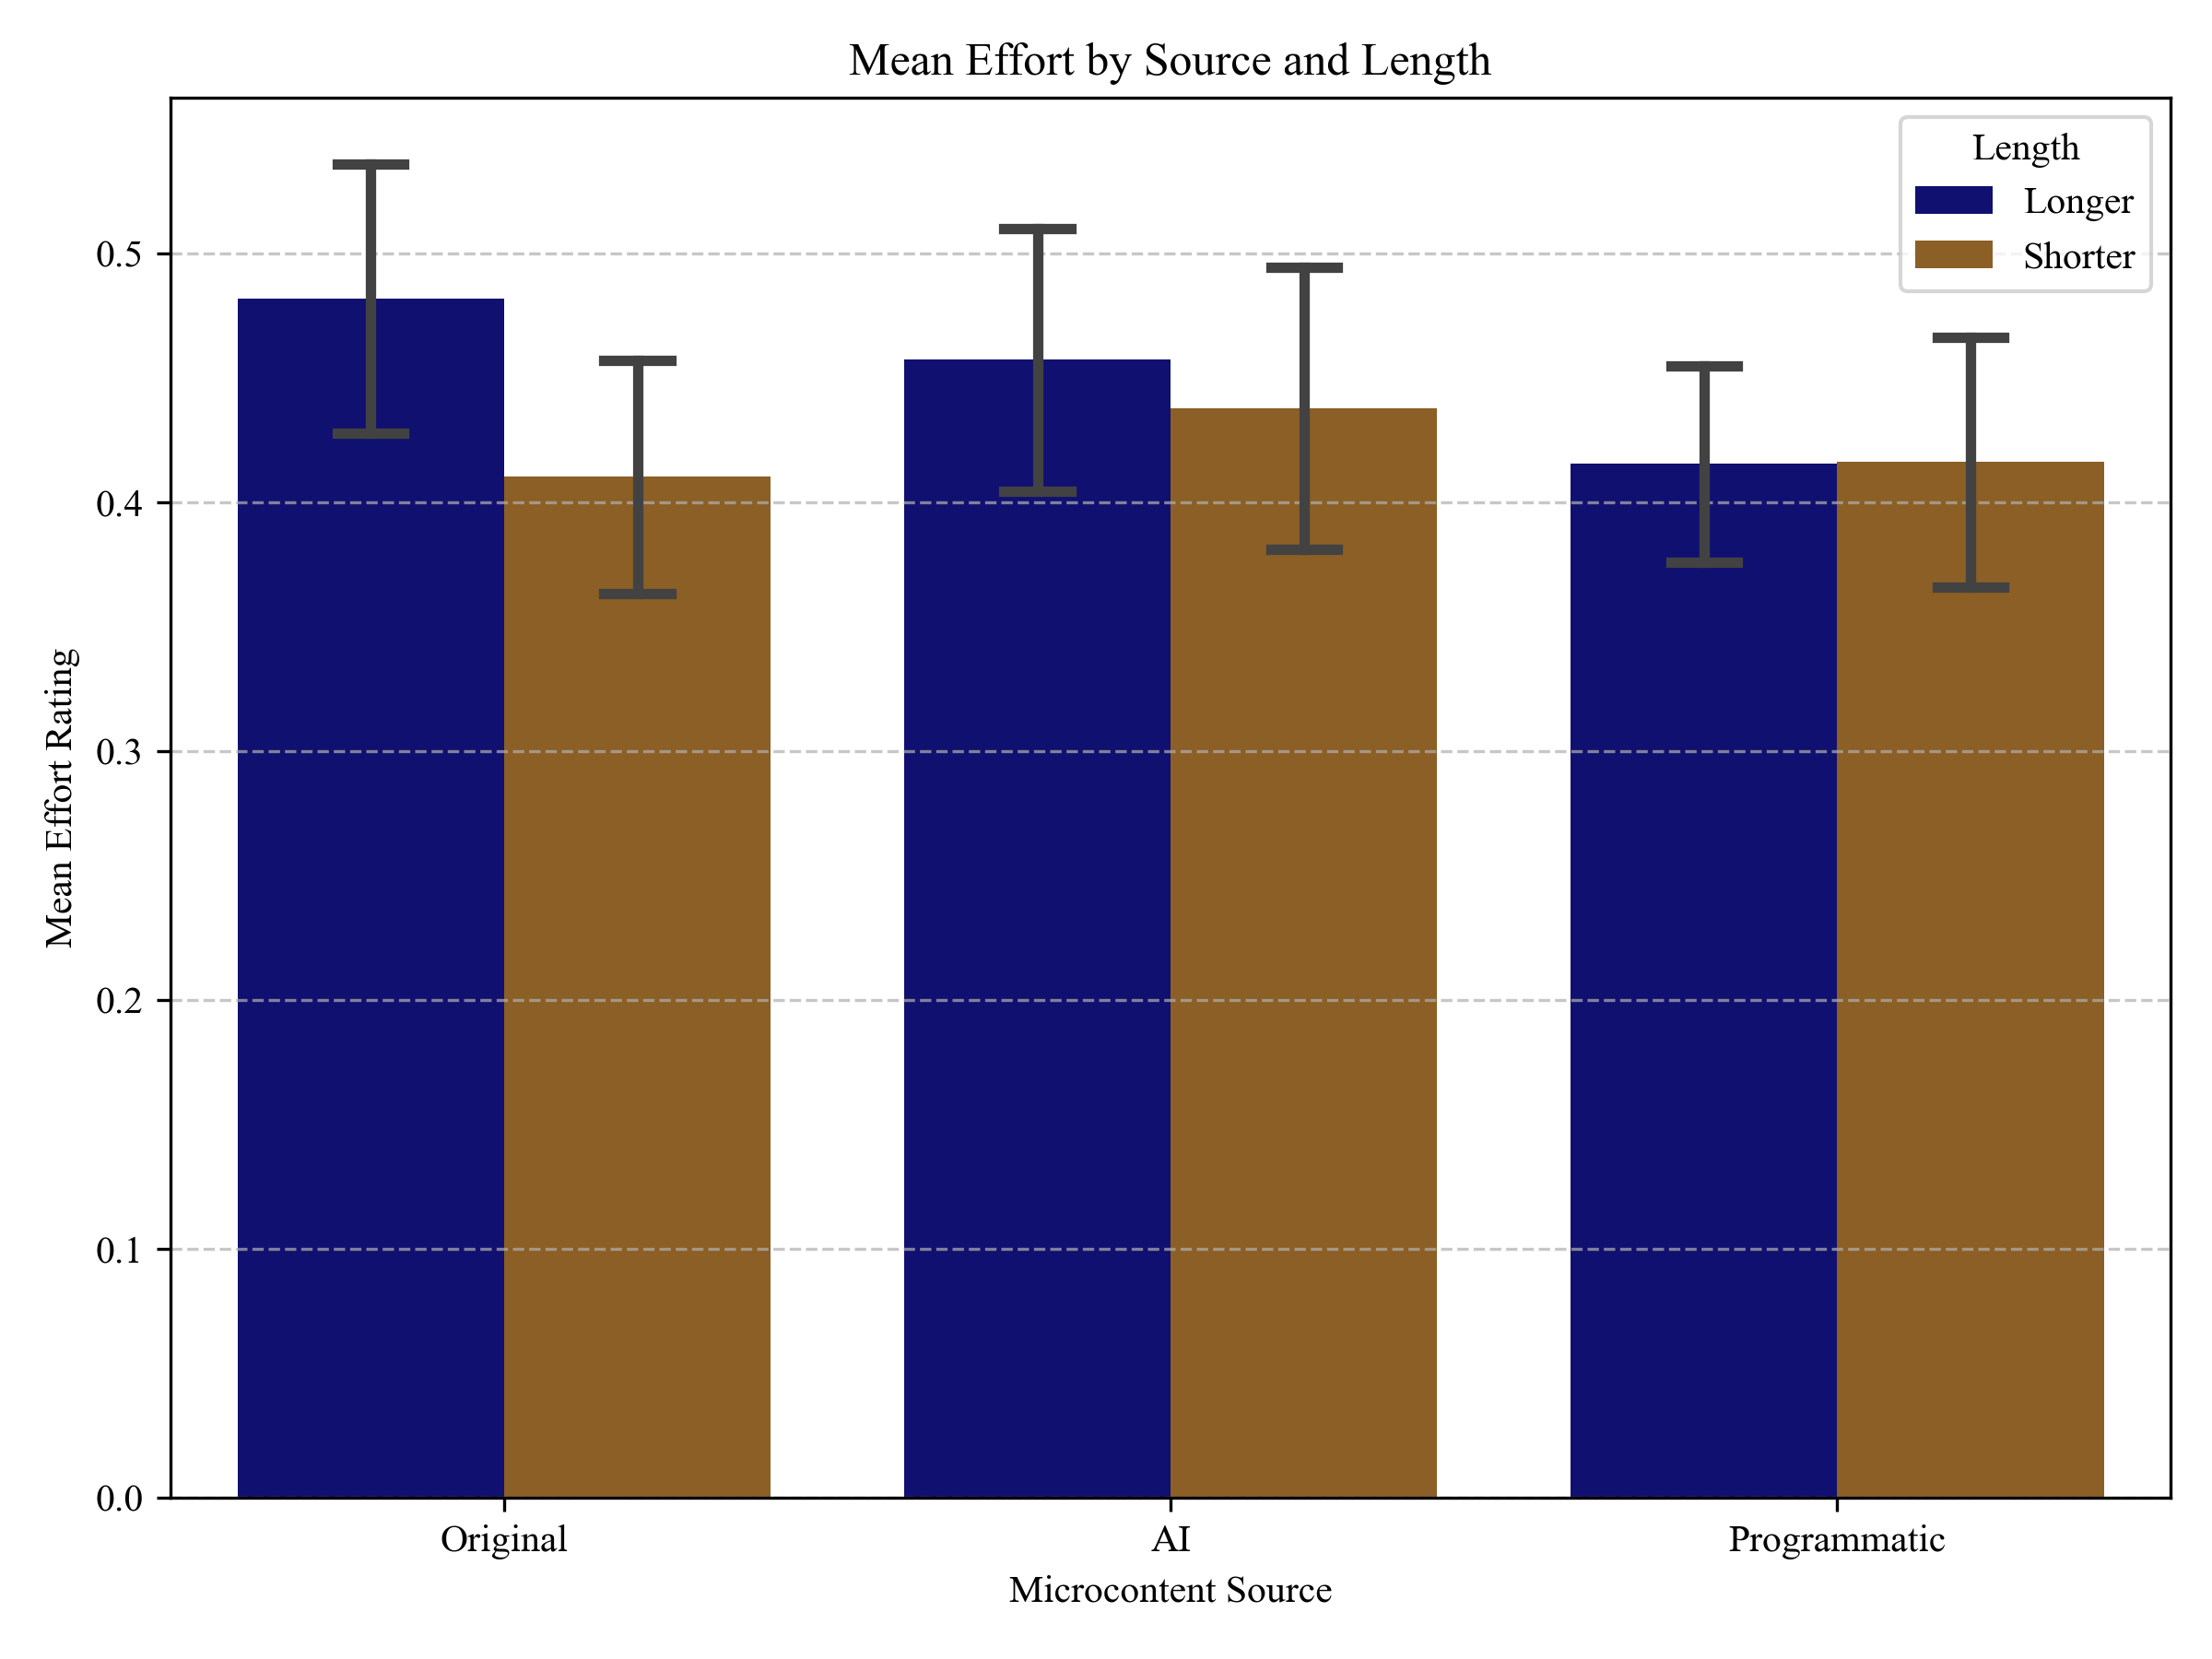 Mean Effort by Source and Length
Length
Longer
Shorter
Mean Effort Rating
0.5
0.4
0.3
0.2
0.1
0.0
Original
AI
Programmatic
Microcontent Source